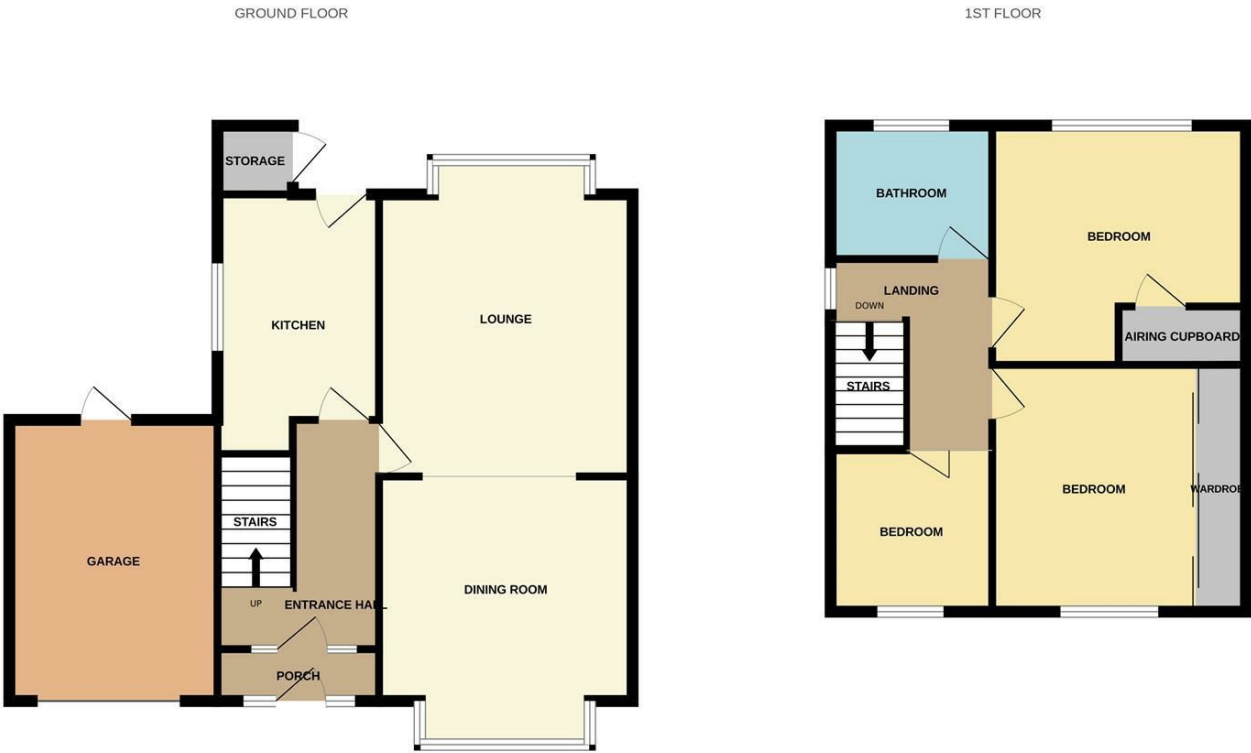 GROUND FLOOR
STORAGE
KITCHEN
LOUNGE
GARAGE
STAIRS
UP
ENTRANCE HALL
DINING ROOM
PORCH
1ST FLOOR
BATHROOM
BEDROOM
LANDING
DOWN
AIRING CUPBOARD
STAIRS
BEDROOM
WARDROBE
BEDROOM